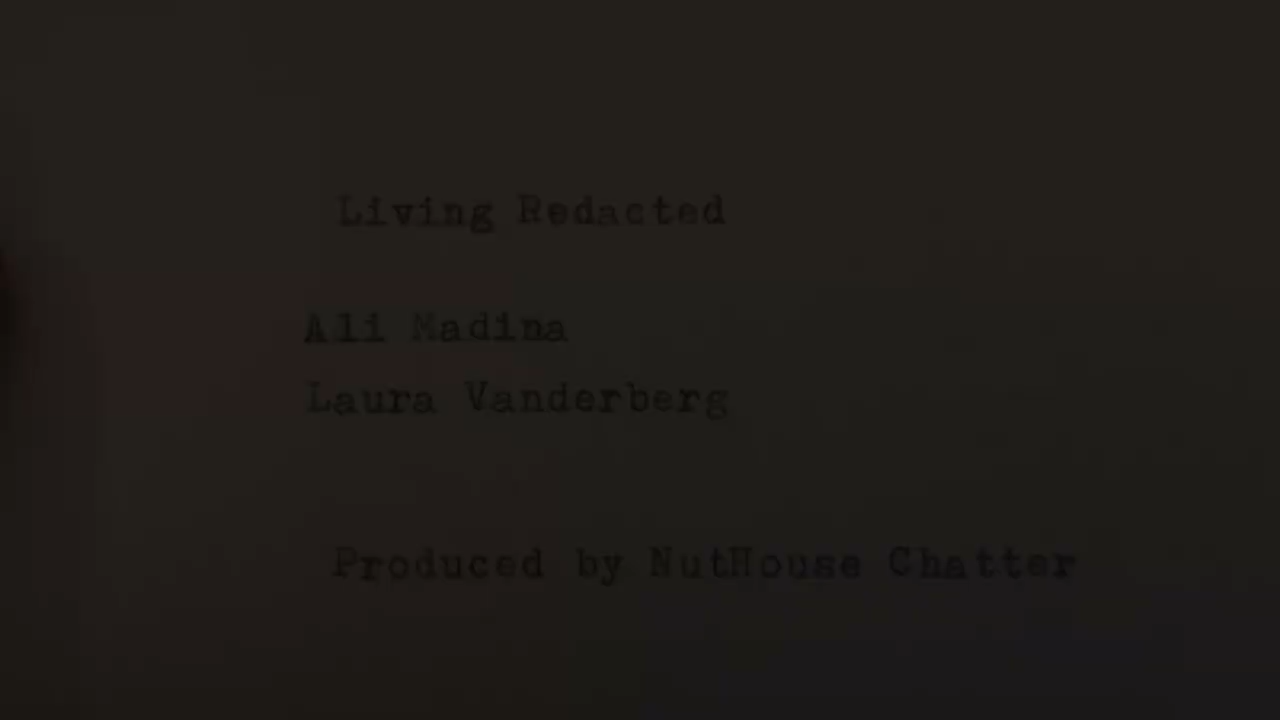 Living Redacted
Ali Madina
Laura Vanderberg
Produced by NutHouse Chatter